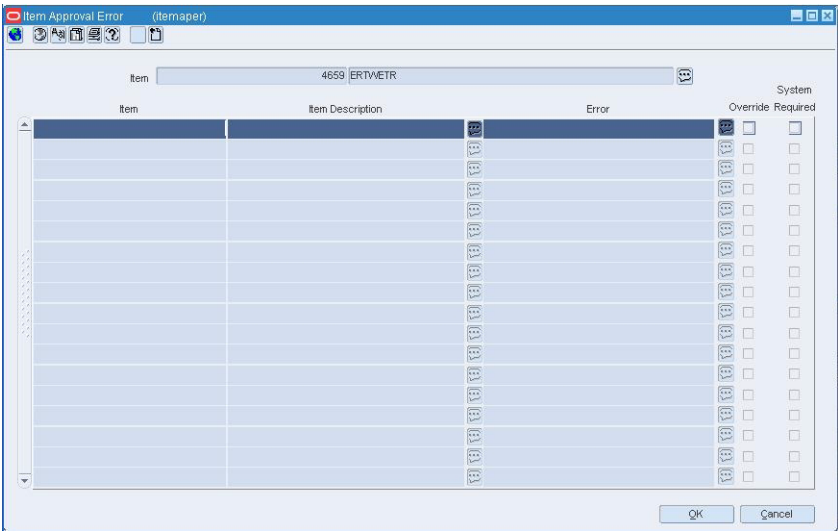 Item Approval Error (itemaper)
Item 4659 ERTWETR
System
Item Item Description Error Override Required
OK Cancel